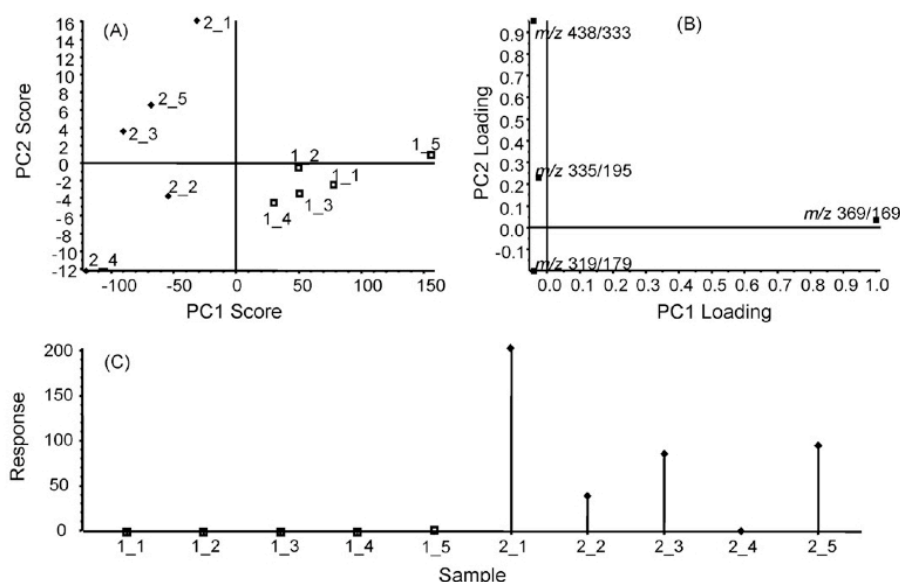 (A)
PC2 Score
16
14
12
10
8
6
4
2
0
-2
-4
-6
-8
-10
-12
2_1
2_5
2_3
2_2
2_4
1_5
1_2
1_1
1_3
1_4
-100 -50 0 50 100 150
PC1 Score
(B)
PC2 Loading
0.9
0.8
0.7
0.6
0.5
0.4
0.3
0.2
0.1
0.0
-0.1
m/z 438/333
m/z 335/195
m/z 369/169
m/z 319/179
0.0 0.1 0.2 0.3 0.4 0.5 0.6 0.7 0.8 0.9 1.0
PC1 Loading
(C)
Response
200
150
100
50
0
1_1 1_2 1_3 1_4 1_5 2_1 2_2 2_3 2_4 2_5
Sample